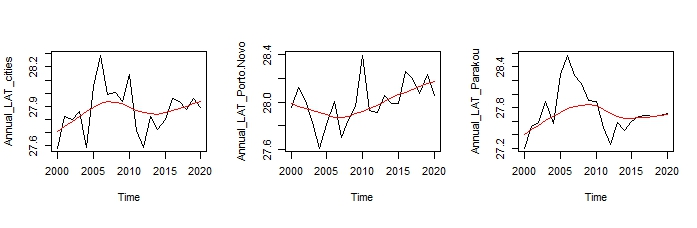 Annual_LAT_cities
28.2
27.9
27.6
2000 2005 2010 2015 2020
Time
Annual_LAT_Porto.Novo
28.4
28.0
27.6
2000 2005 2010 2015 2020
Time
Annual_LAT_Parakou
28.4
27.8
27.2
2000 2005 2010 2015 2020
Time